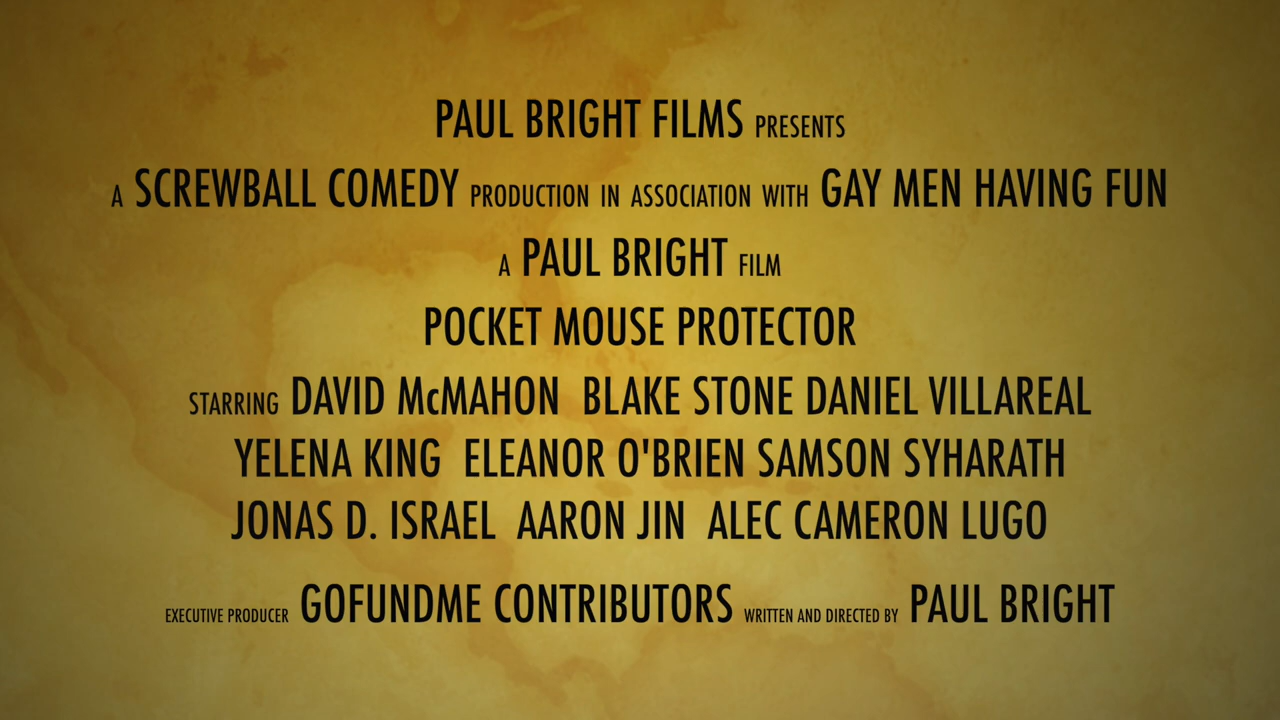 PAUL BRIGHT FILMS PRESENTS
A SCREWBALL COMEDY PRODUCTION IN ASSOCIATION WITH GAY MEN HAVING FUN
A PAUL BRIGHT FILM
POCKET MOUSE PROTECTOR
STARRING DAVID McMAHON BLAKE STONE DANIEL VILLAREAL
YELENA KING ELEANOR O'BRIEN SAMSON SYHARATH
JONAS D. ISRAEL AARON JIN ALEC CAMERON LUGO
EXECUTIVE PRODUCER GOFUNDME CONTRIBUTORS WRITTEN AND DIRECTED BY PAUL BRIGHT